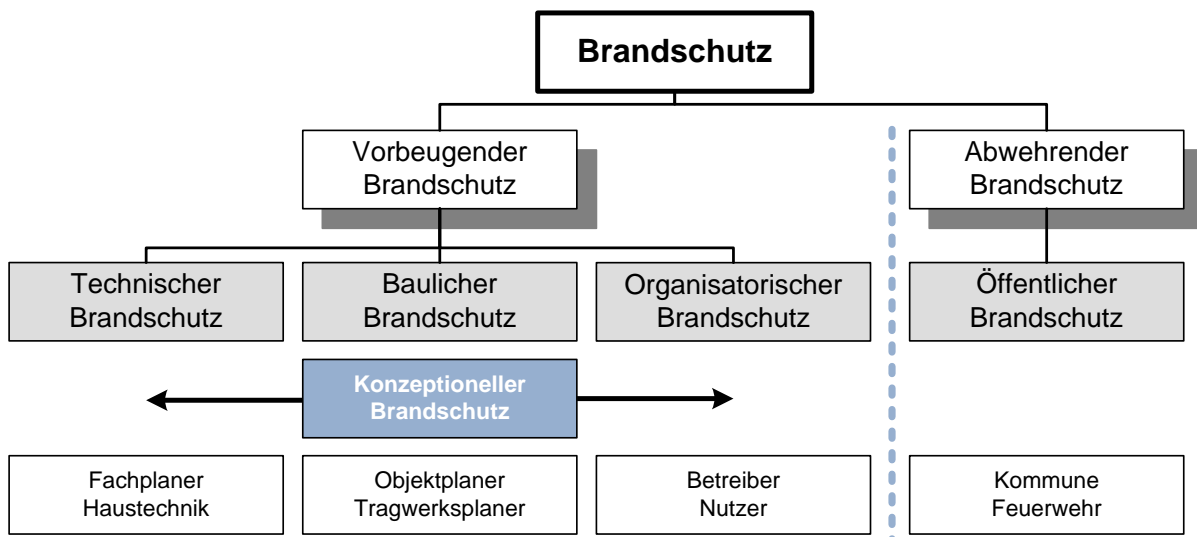 Brandschutz
Vorbeugender
Brandschutz
Abwehrender
Brandschutz
Technischer
Brandschutz
Baulicher
Brandschutz
Organisatorischer
Brandschutz
Öffentlicher
Brandschutz
Konzeptioneller
Brandschutz
Fachplaner
Haustechnik
Objektplaner
Tragwerksplaner
Betreiber
Nutzer
Kommune
Feuerwehr